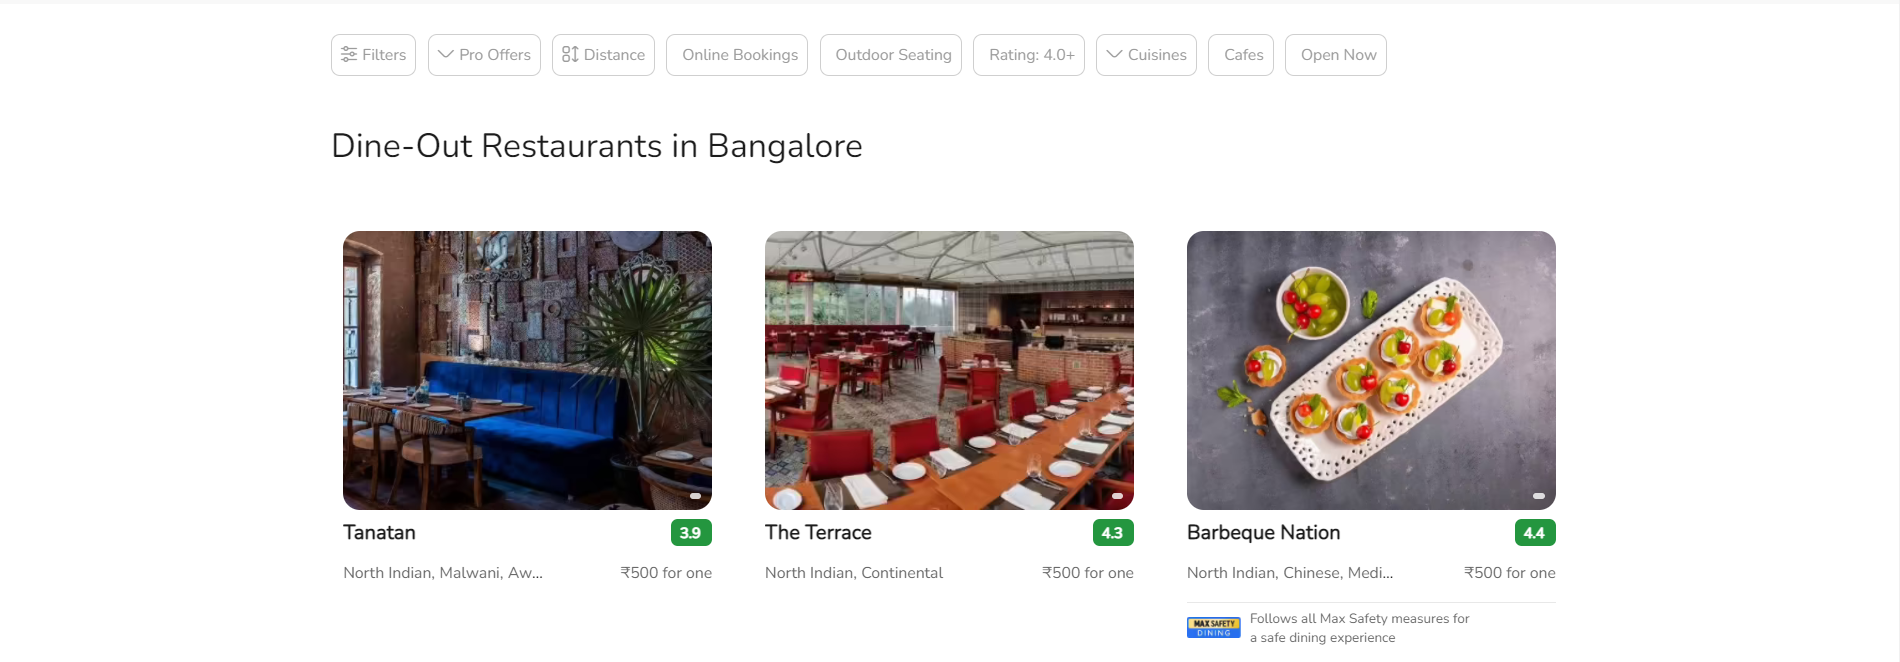 Filters Pro Offers Distance Online Bookings Outdoor Seating Rating: 4.0+ Cuisines Cafes Open Now
Dine-Out Restaurants in Bangalore
Tanatan 3.9
North Indian, Malwani, Aw... ₹500 for one
The Terrace 4.3
North Indian, Continental ₹500 for one
Barbeque Nation 4.4
North Indian, Chinese, Medi... ₹500 for one
MAX SAFETY
DINING
Follows all Max Safety measures for
a safe dining experience